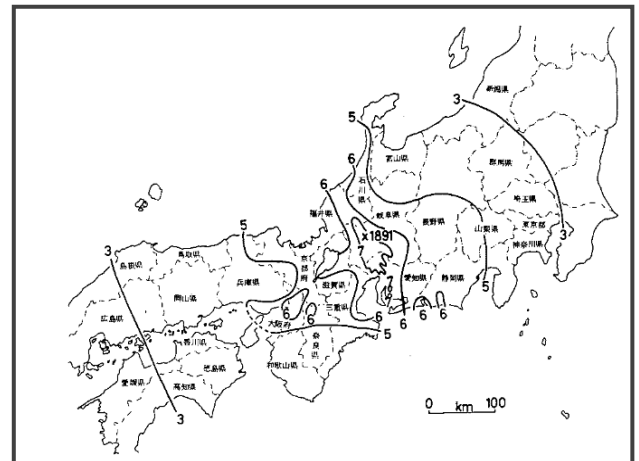 新潟県
3
5
富山県
群馬県
6
石川県
6
埼玉県
福井県
岐阜県
長野県
東京都
山梨県
×1891
3
神奈川県
5
7
3
鳥取県
京都府
島根県
兵庫県
滋賀県
愛知県
静岡県
7
5
岡山県
三重県
広島県
6
6
6
6
6
6
大阪府
5
香川県
奈良県
徳島県
和歌山県
愛媛県
高知県
0 km 100
3